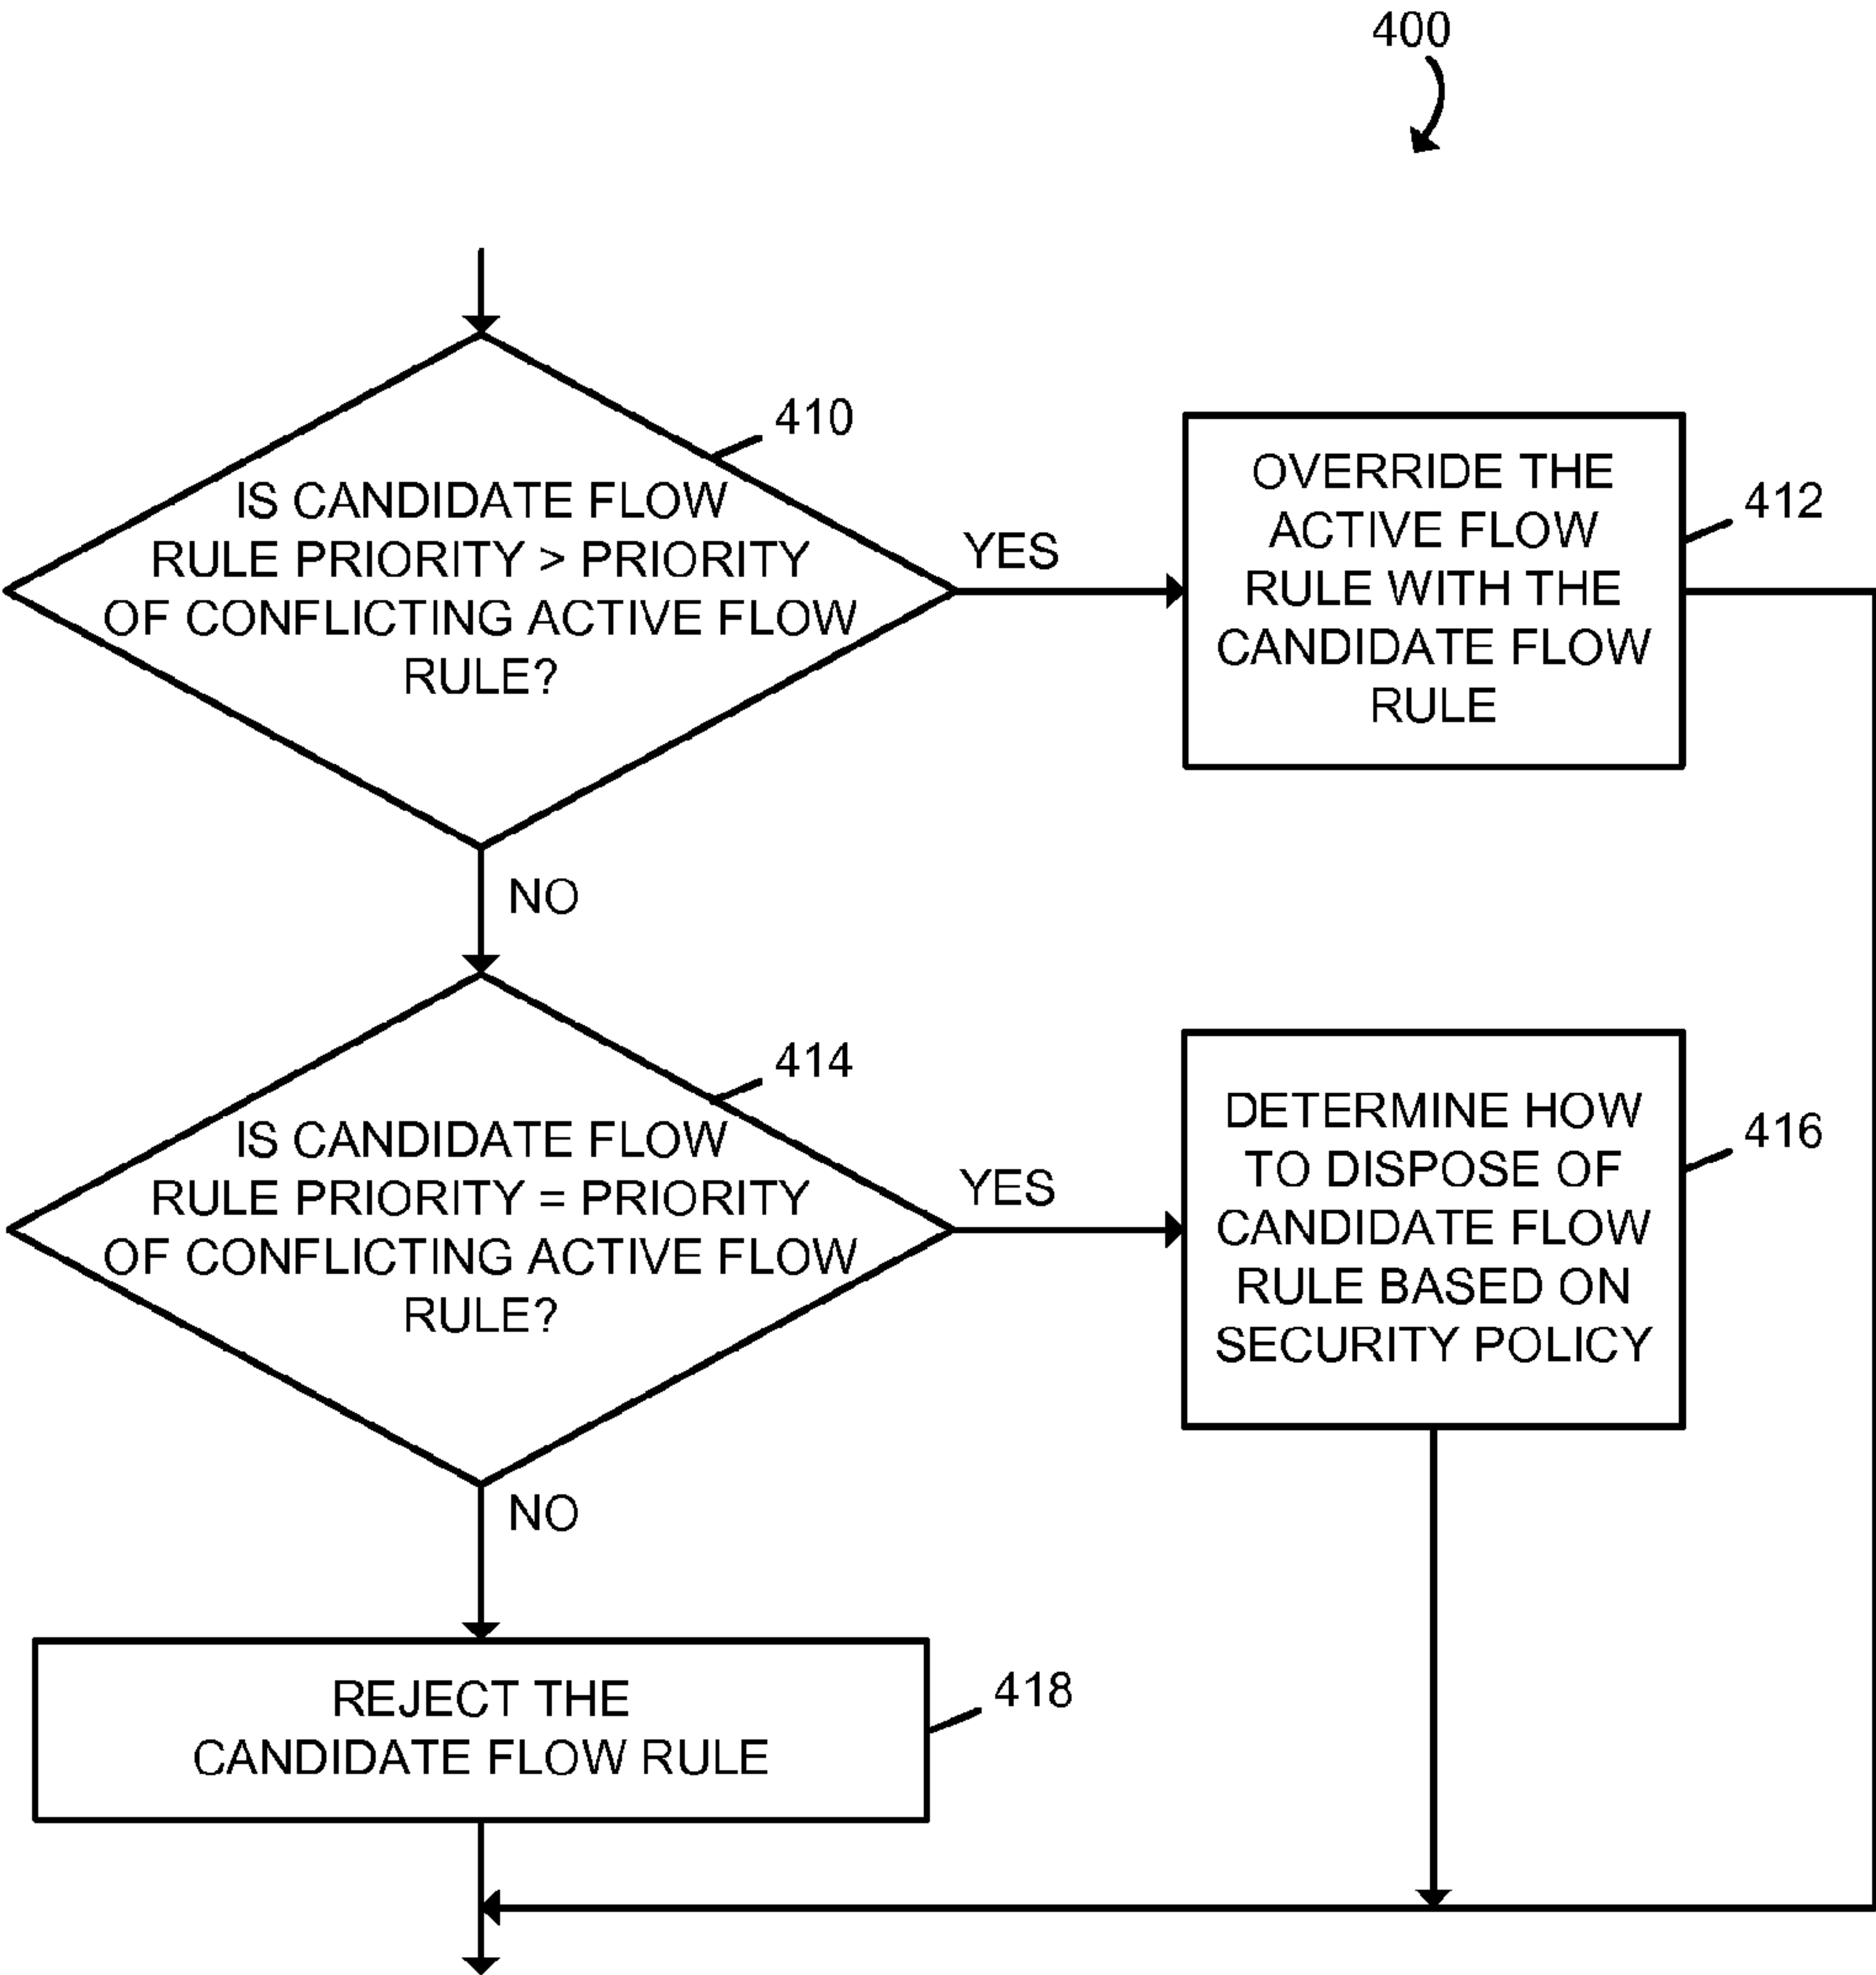 400
410
IS CANDIDATE FLOW
RULE PRIORITY > PRIORITY
OF CONFLICTING ACTIVE FLOW
RULE?
YES
OVERRIDE THE
ACTIVE FLOW
RULE WITH THE
CANDIDATE FLOW
RULE
412
NO
414
IS CANDIDATE FLOW
RULE PRIORITY = PRIORITY
OF CONFLICTING ACTIVE FLOW
RULE?
YES
DETERMINE HOW
TO DISPOSE OF
CANDIDATE FLOW
RULE BASED ON
SECURITY POLICY
416
NO
REJECT THE
CANDIDATE FLOW RULE
418